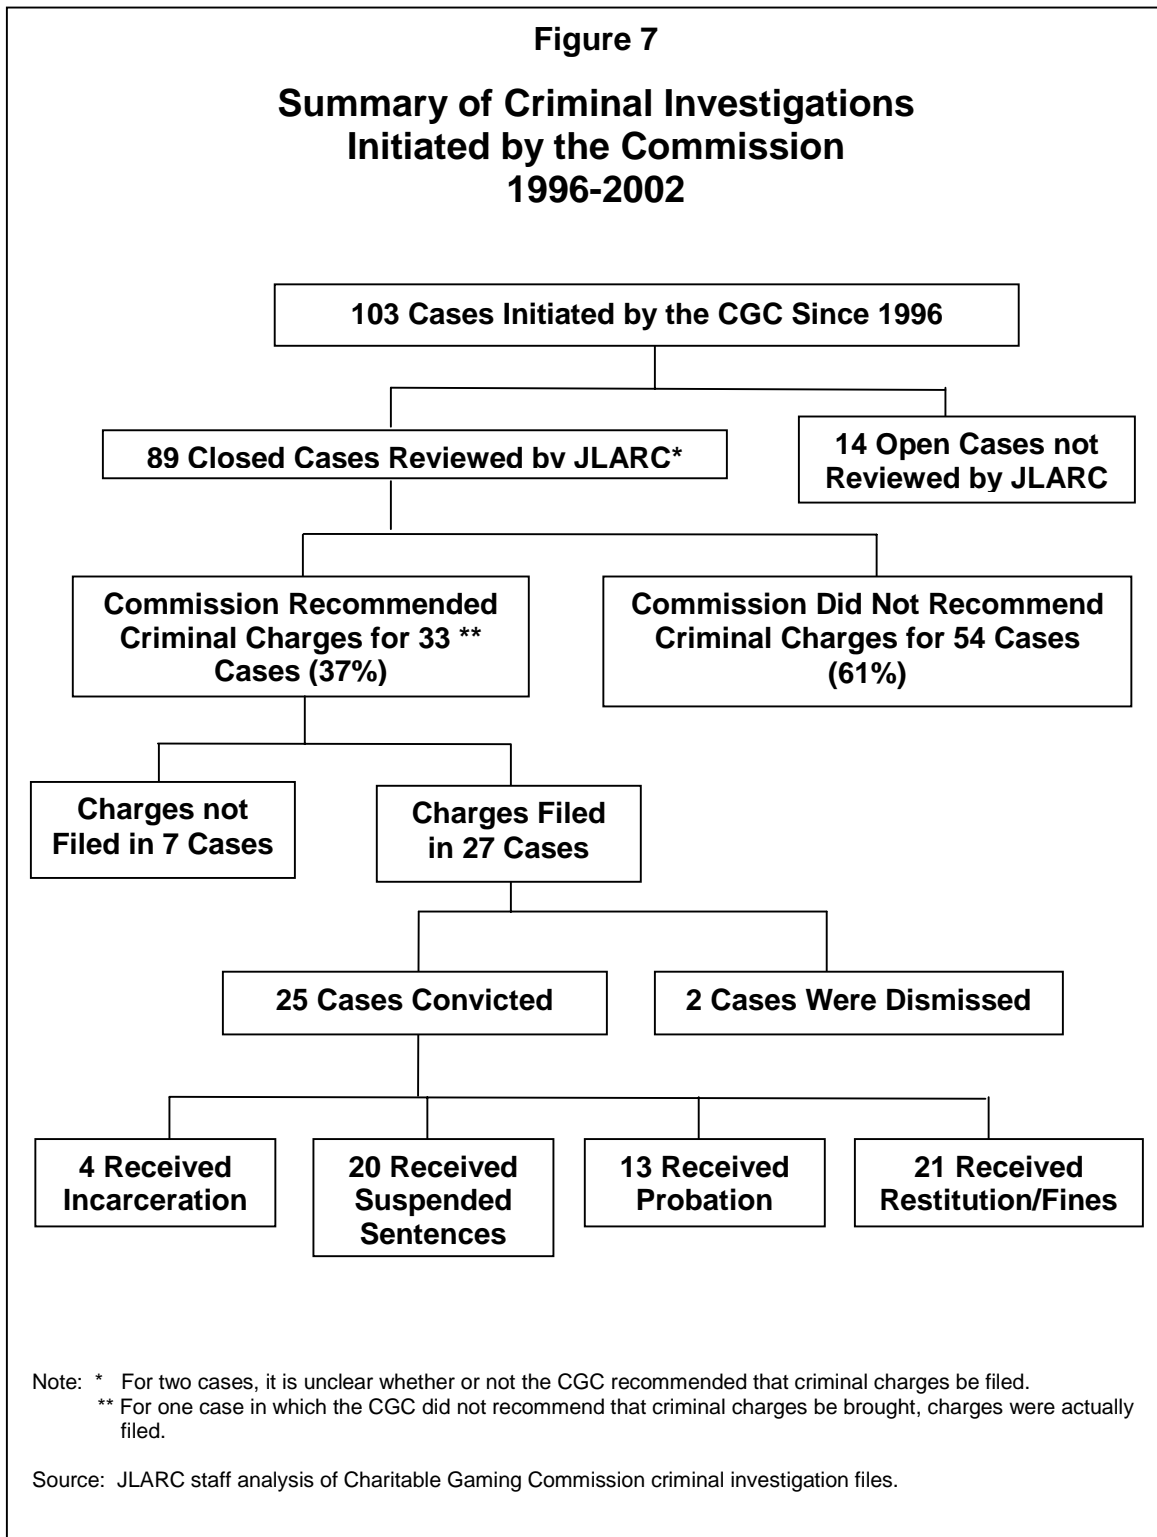 Figure 7
Summary of Criminal Investigations
Initiated by the Commission
1996-2002
103 Cases Initiated by the CGC Since 1996
89 Closed Cases Reviewed by JLARC*
14 Open Cases not
Reviewed by JLARC
Commission Recommended
Criminal Charges for 33 **
Cases (37%)
Commission Did Not Recommend
Criminal Charges for 54 Cases
(61%)
Charges not
Filed in 7 Cases
Charges Filed
in 27 Cases
25 Cases Convicted
2 Cases Were Dismissed
4 Received
Incarceration
20 Received
Suspended
Sentences
13 Received
Probation
21 Received
Restitution/Fines
Note: * For two cases, it is unclear whether or not the CGC recommended that criminal charges be filed.
** For one case in which the CGC did not recommend that criminal charges be brought, charges were actually
filed.
Source: JLARC staff analysis of Charitable Gaming Commission criminal investigation files.